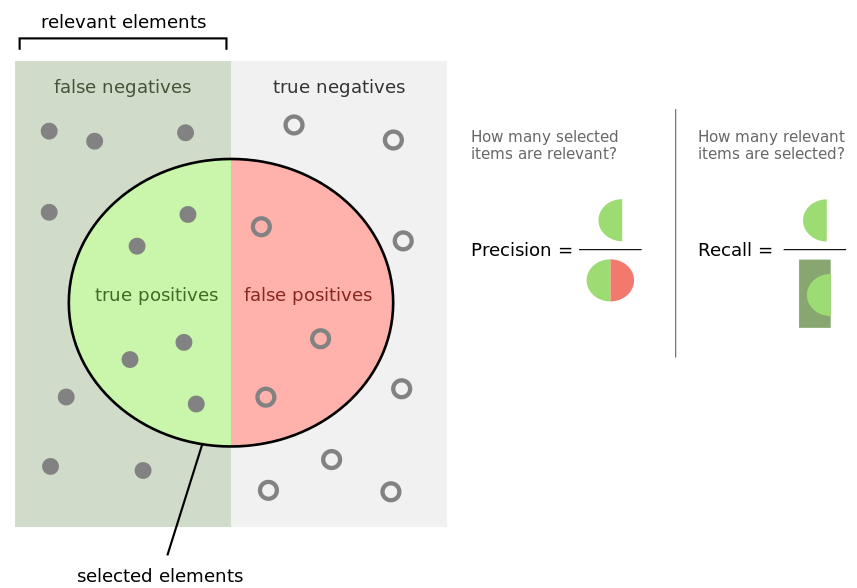 relevant elements
false negatives
true negatives
true positives
false positives
selected elements
How many selected
items are relevant?
Precision =
How many relevant
items are selected?
Recall =